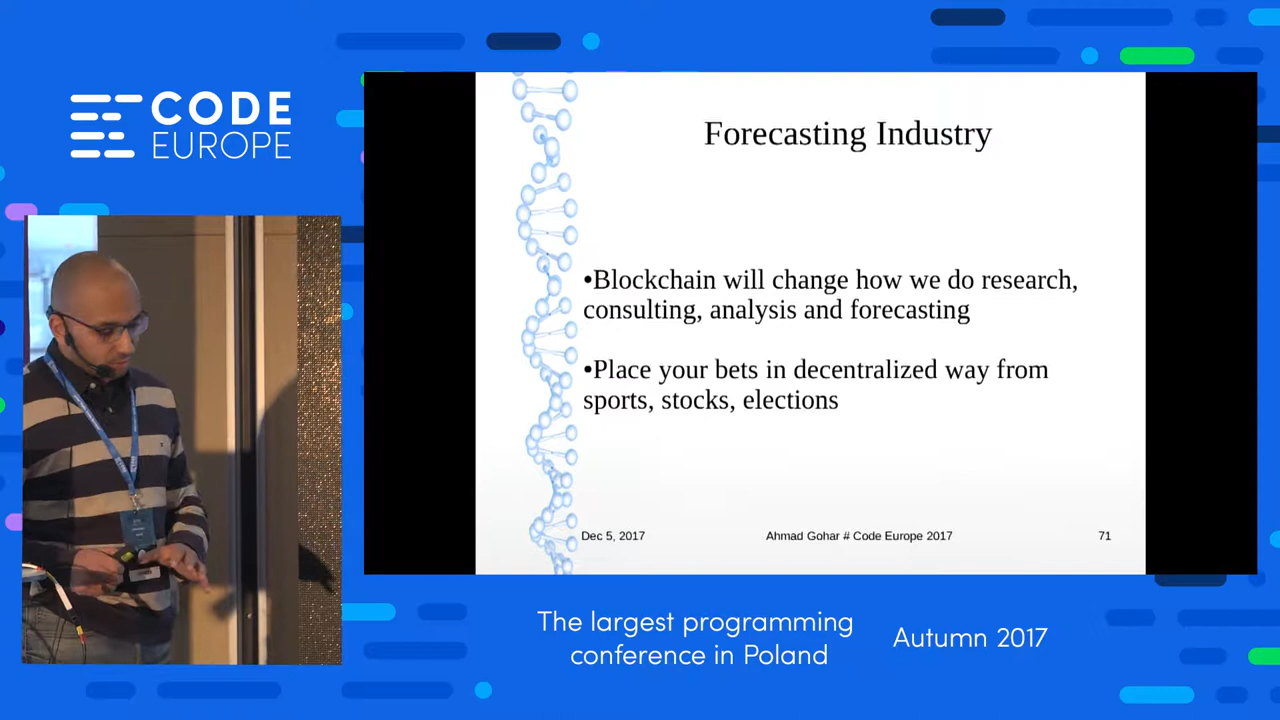 CODE
EUROPE
Forecasting Industry
•Blockchain will change how we do research,
consulting, analysis and forecasting
•Place your bets in decentralized way from
sports, stocks, elections
Dec 5, 2017
Ahmad Gohar # Code Europe 2017
71
The largest programming
conference in Poland
Autumn 2017